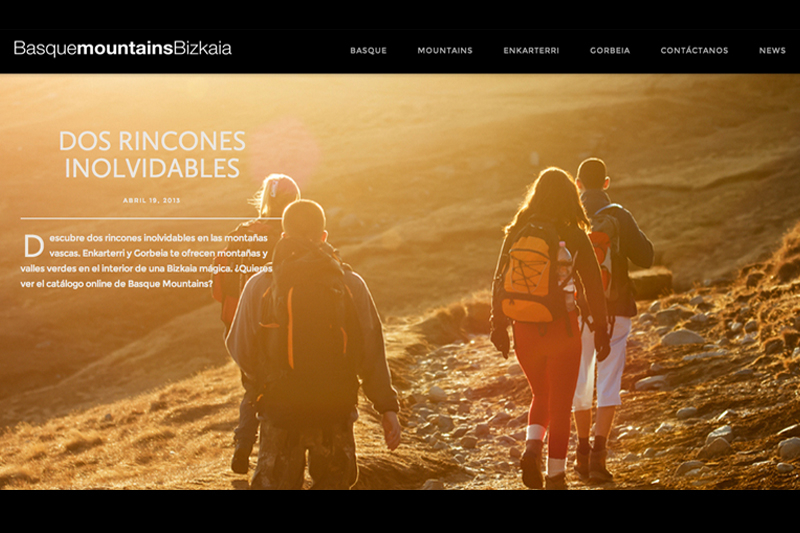 BasquemountainsBizkaia
BASQUE MOUNTAINS ENKARTERRI GORBEIA CONTÁCTANOS NEWS
DOS RINCONES
INOLVIDABLES
ABRIL 19, 2013
Descubre dos rincones inolvidables en las montañas
vascas. Enkarterri y Gorbeia te ofrecen montañas y
valles verdes en el interior de una Bizkaia mágica. ¿Quieres
ver el catálogo online de Basque Mountains?